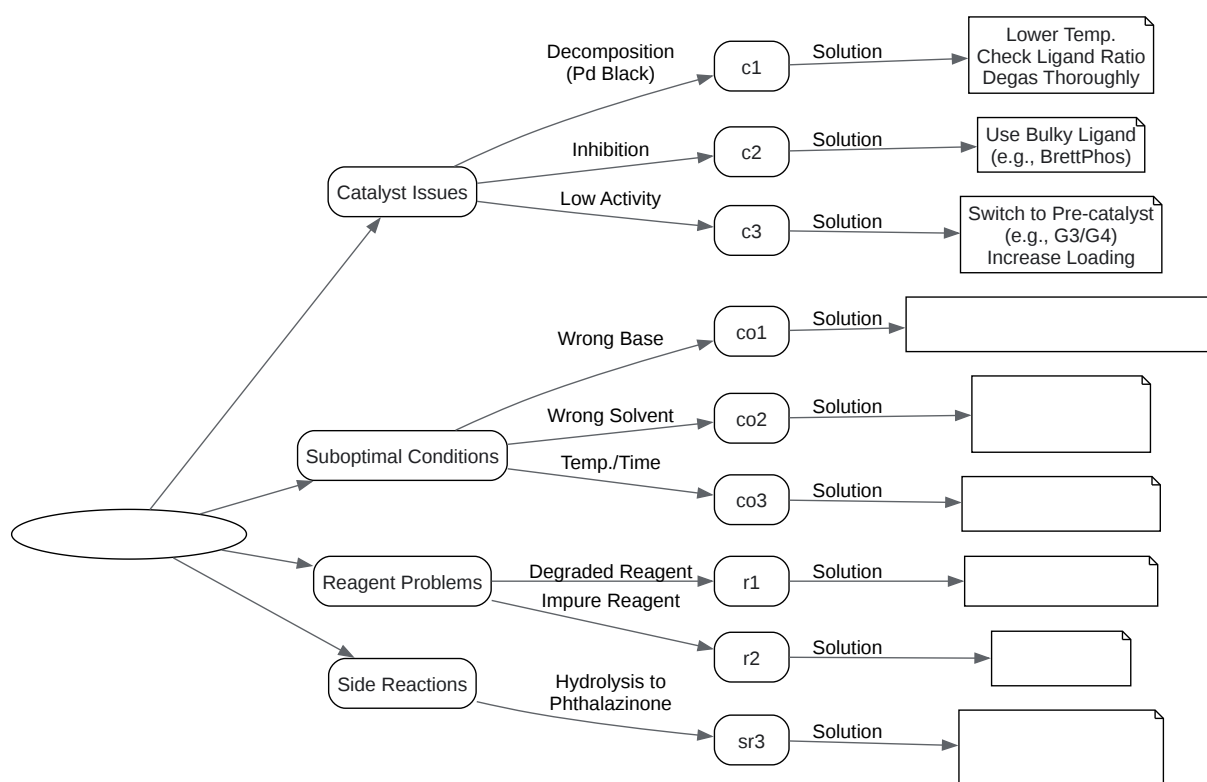 Decomposition
(Pd Black)
c1
Solution
Lower Temp.
Check Ligand Ratio
Degas Thoroughly
Inhibition
c2
Solution
Use Bulky Ligand
(e.g., BrettPhos)
Catalyst Issues
Low Activity
c3
Solution
Switch to Pre-catalyst
(e.g., G3/G4)
Increase Loading
Wrong Base
co1
Solution
Wrong Solvent
co2
Solution
Suboptimal Conditions
Temp./Time
co3
Solution
Reagent Problems
Degraded Reagent
r1
Solution
Impure Reagent
r2
Solution
Side Reactions
Hydrolysis to
Phthalazinone
sr3
Solution